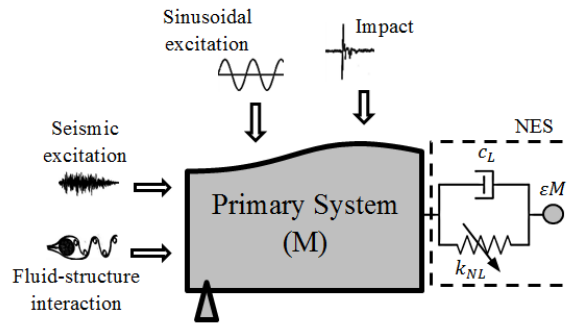 Sinusoidal
excitation
Impact
Seismic
excitation
Fluid-structure
interaction
Primary System
(M)
NES
c_L
εM
k_NL